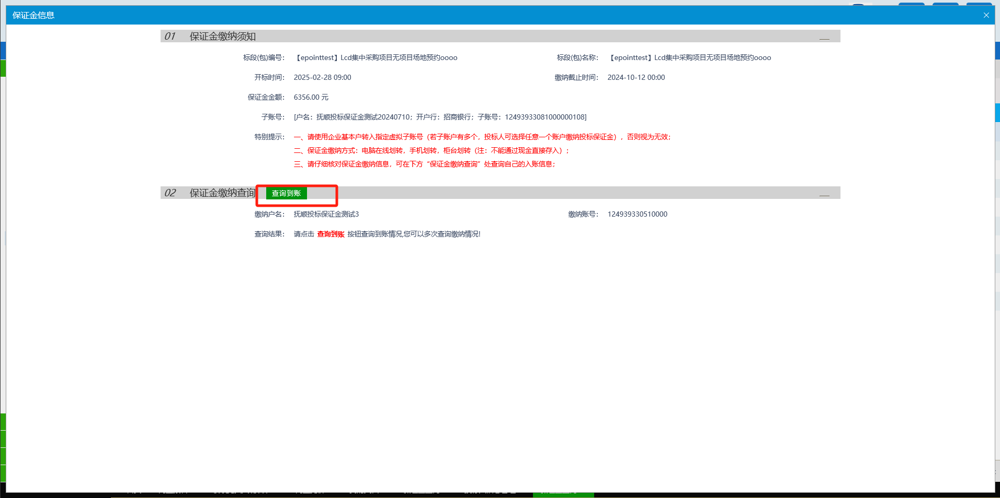 保证金信息
01 保证金缴纳须知
标段(包)编号： 【epointtest】Lcd集中采购项目无项目场地预约oooo 标段(包)名称： 【epointtest】Lcd集中采购项目无项目场地预约oooo
开标时间： 2025-02-28 09:00 缴纳截止时间： 2024-10-12 00:00
保证金金额： 6356.00 元
子账号： [户名：抚顺投标保证金测试20240710；开户行：招商银行；子账号：12493933081000000108]
特别提示： 一、请使用企业基本户转入指定虚拟子账号（若子账户有多个，投标人可选择任意一个账户缴纳投标保证金），否则视为无效；
二、保证金缴纳方式：电脑在线划转，手机划转，柜台划转（注：不能通过现金直接存入）；
三、请仔细核对保证金缴纳信息，可在下方“保证金缴纳查询”处查询自己的入账信息；
02 保证金缴纳查询 查询到账
缴纳户名： 抚顺投标保证金测试3 缴纳账号： 124939330510000
查询结果： 请点击 查询到账 按钮查询到账情况,您可以多次查询缴纳情况!